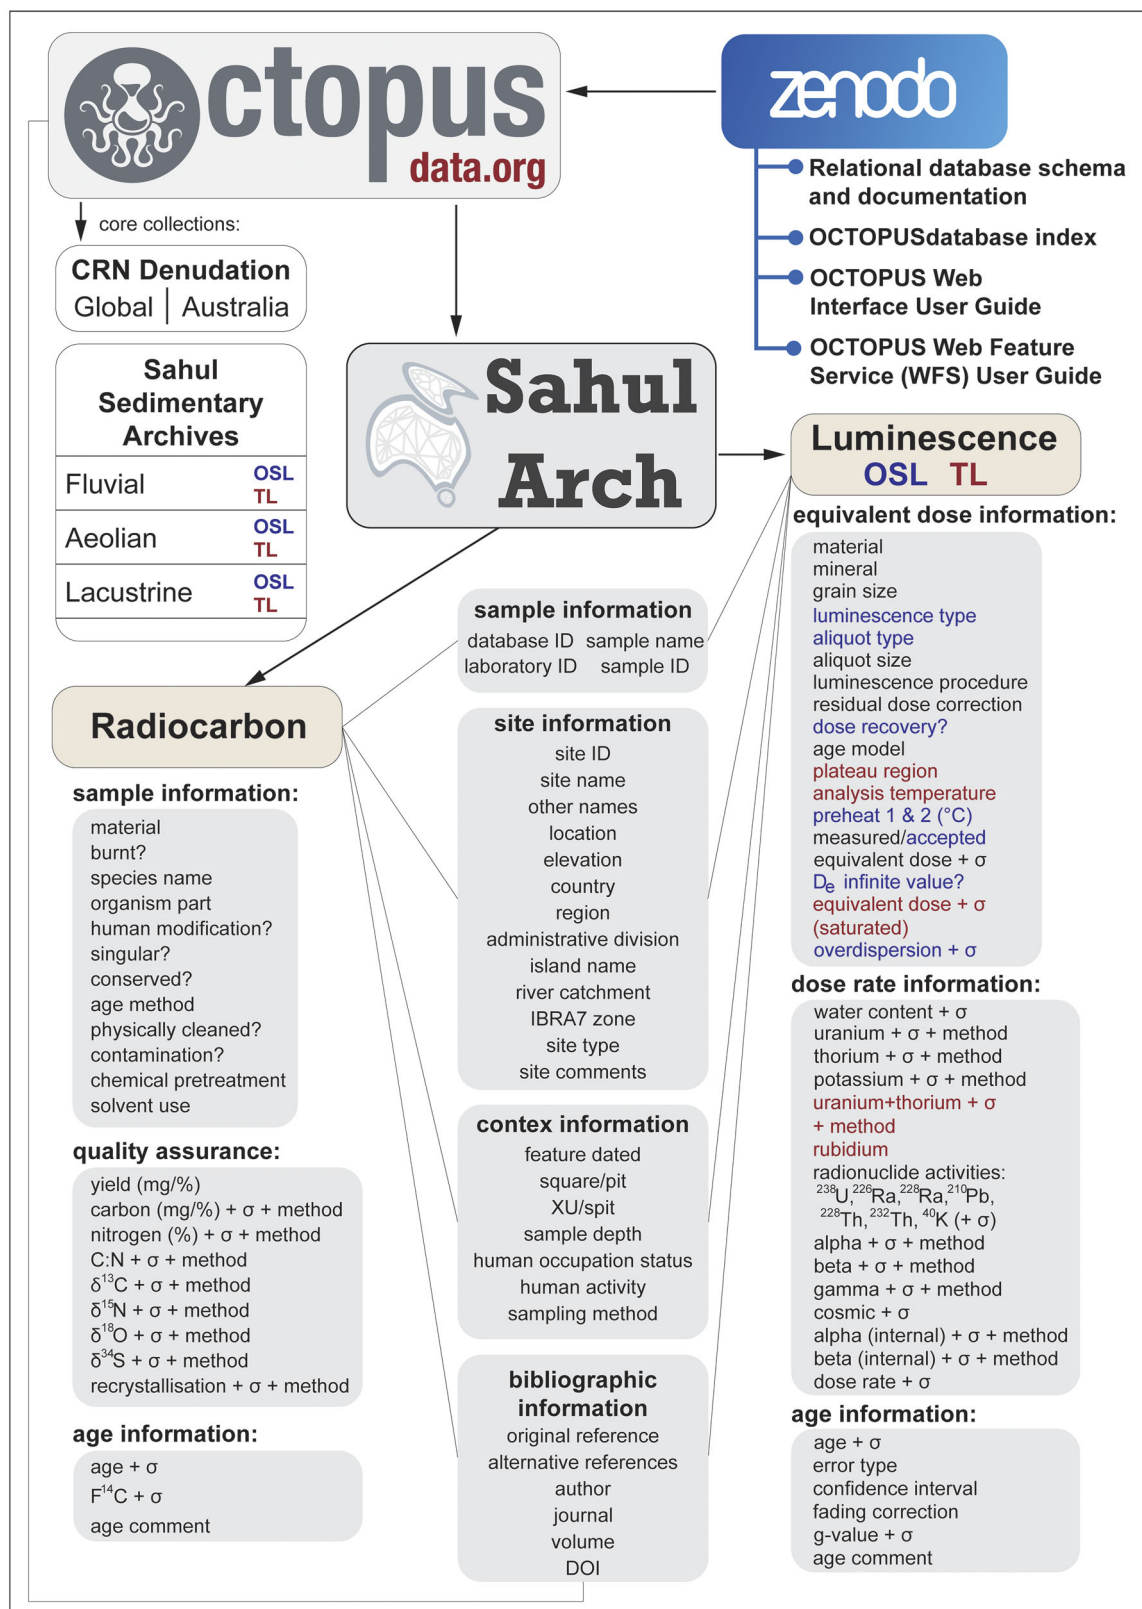 Octopus
data.org
zenodo
Relational database schema
and documentation
OCTOPUSdatabase index
OCTOPUS Web
Interface User Guide
OCTOPUS Web Feature
Service (WFS) User Guide
core collections:
CRN Denudation
Global | Australia
Sahul
Sedimentary
Archives
Fluvial OSL
TL
Aeolian OSL
TL
Lacustrine OSL
TL
Sahul
Arch
Luminescence
OSL TL
Radiocarbon
sample information:
material
burnt?
species name
organism part
human modification?
singular?
conserved?
age method
physically cleaned?
contamination?
chemical pretreatment
solvent use
quality assurance:
yield (mg/%)
carbon (mg/%) + σ + method
nitrogen (%) + σ + method
C:N + σ + method
δ¹³C + σ + method
δ¹⁵N + σ + method
δ¹⁸O + σ + method
δ³⁴S + σ + method
recrystallisation + σ + method
age information:
age + σ
F¹⁴C + σ
age comment
sample information
database ID sample name
laboratory ID sample ID
site information
site ID
site name
other names
location
elevation
country
region
administrative division
island name
river catchment
IBRA7 zone
site type
site comments
contex information
feature dated
square/pit
XU/spit
sample depth
human occupation status
human activity
sampling method
bibliographic
information
original reference
alternative references
author
journal
volume
DOI
equivalent dose information:
material
mineral
grain size
luminescence type
aliquot type
aliquot size
luminescence procedure
residual dose correction
dose recovery?
age model
plateau region
analysis temperature
preheat 1 & 2 (°C)
measured/accepted
equivalent dose + σ
Dₑ infinite value?
equivalent dose + σ
(saturated)
overdispersion + σ
dose rate information:
water content + σ
uranium + σ + method
thorium + σ + method
potassium + σ + method
uranium+thorium + σ
+ method
rubidium
radionuclide activities:
²³⁸U,²²⁶Ra,²²⁸Ra,²¹⁰Pb,
²²⁸Th,²³²Th,⁴⁰K (+ σ)
alpha + σ + method
beta + σ + method
gamma + σ + method
cosmic + σ
alpha (internal) + σ + method
beta (internal) + σ + method
dose rate + σ
age information:
age + σ
error type
confidence interval
fading correction
g-value + σ
age comment